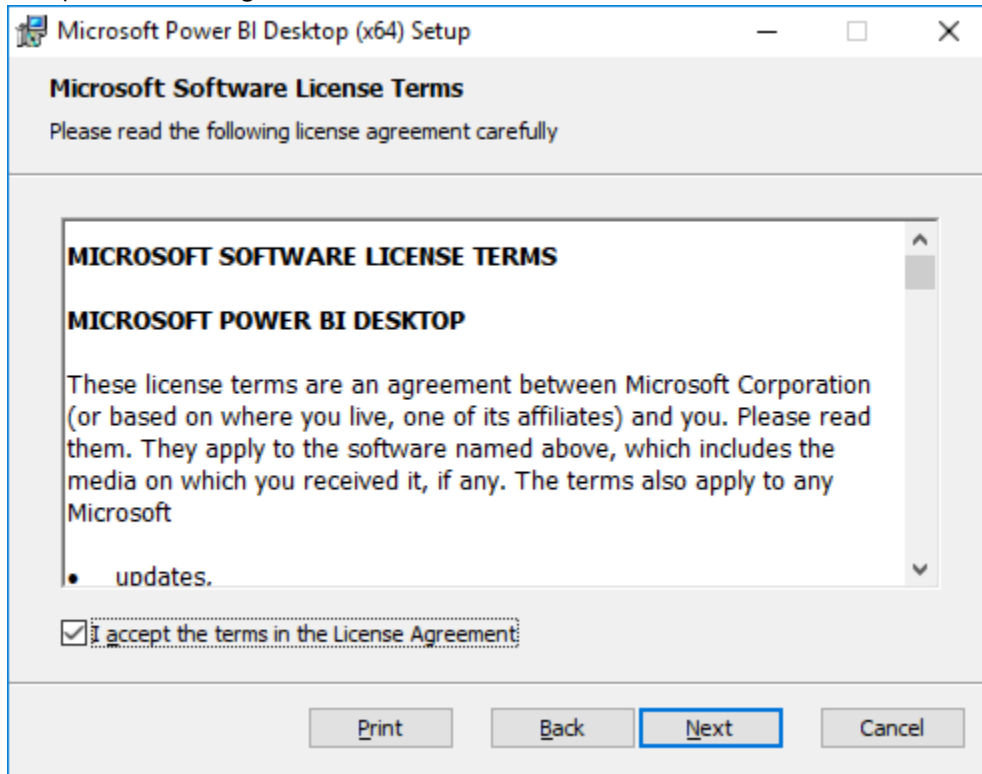 Microsoft Power BI Desktop (x64) Setup
Microsoft Software License Terms
Please read the following license agreement carefully
MICROSOFT SOFTWARE LICENSE TERMS
MICROSOFT POWER BI DESKTOP
These license terms are an agreement between Microsoft Corporation
(or based on where you live, one of its affiliates) and you. Please read
them. They apply to the software named above, which includes the
media on which you received it, if any. The terms also apply to any
Microsoft
• updates,
I accept the terms in the License Agreement
Print Back Next Cancel